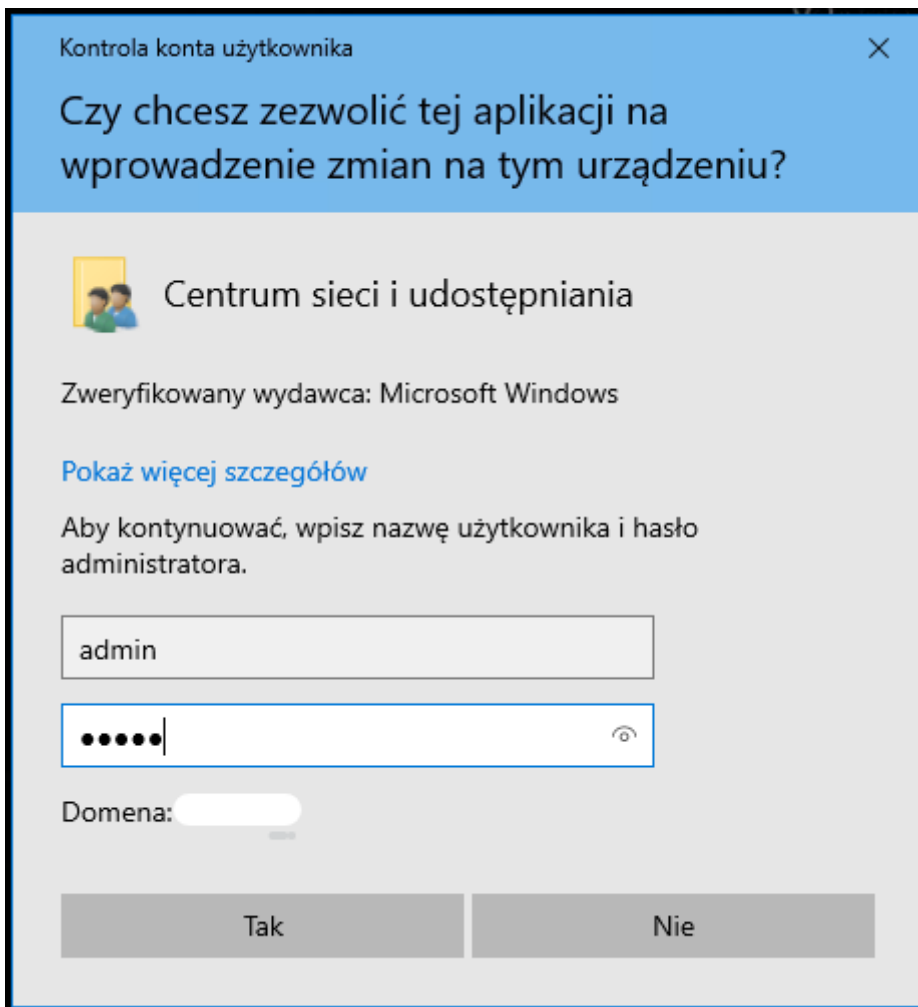 Kontrola konta użytkownika
Czy chcesz zezwolić tej aplikacji na
wprowadzenie zmian na tym urządzeniu?
Centrum sieci i udostępniania
Zweryfikowany wydawca: Microsoft Windows
Pokaż więcej szczegółów
Aby kontynuować, wpisz nazwę użytkownika i hasło
administratora.
admin
•••••
Domena:
Tak
Nie